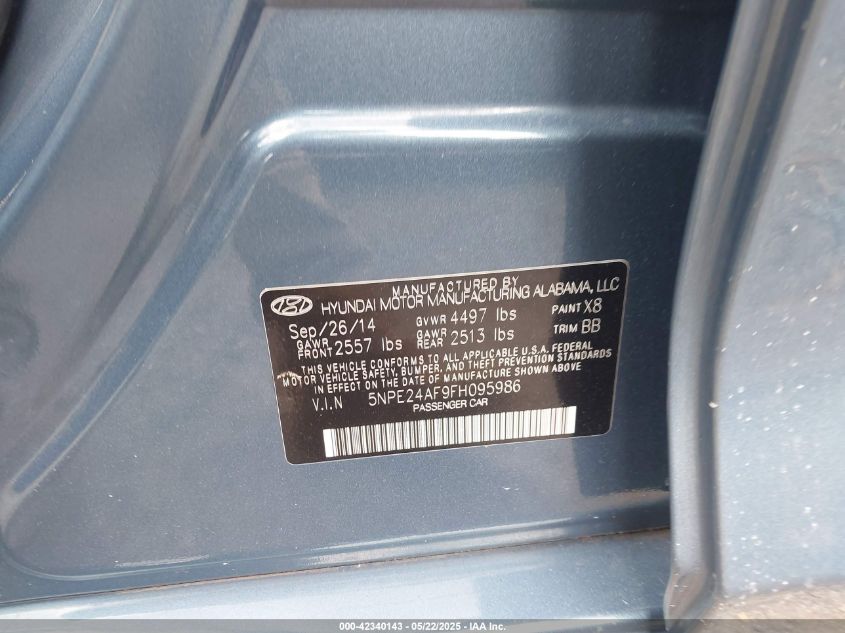 MANUFACTURED BY
HYUNDAI MOTOR MANUFACTURING ALABAMA, LLC
Sep/26/14 GVWR 4497 lbs PAINT X8
GAWR FRONT 2557 lbs GAWR REAR 2513 lbs TRIM BB
THIS VEHICLE CONFORMS TO ALL APPLICABLE U.S.A. FEDERAL
MOTOR VEHICLE SAFETY, BUMPER, AND THEFT PREVENTION STANDARDS
IN EFFECT ON THE DATE OF MANUFACTURE SHOWN ABOVE.
V.I.N 5NPE24AF9FH095986
PASSENGER CAR
000-42340143 - 05/22/2025 - IAA Inc.